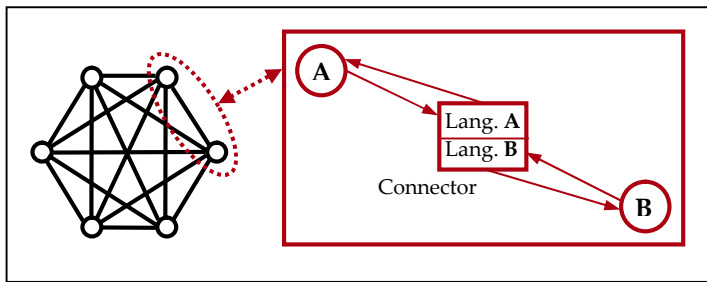 A
Lang. A
Lang. B
Connector
B